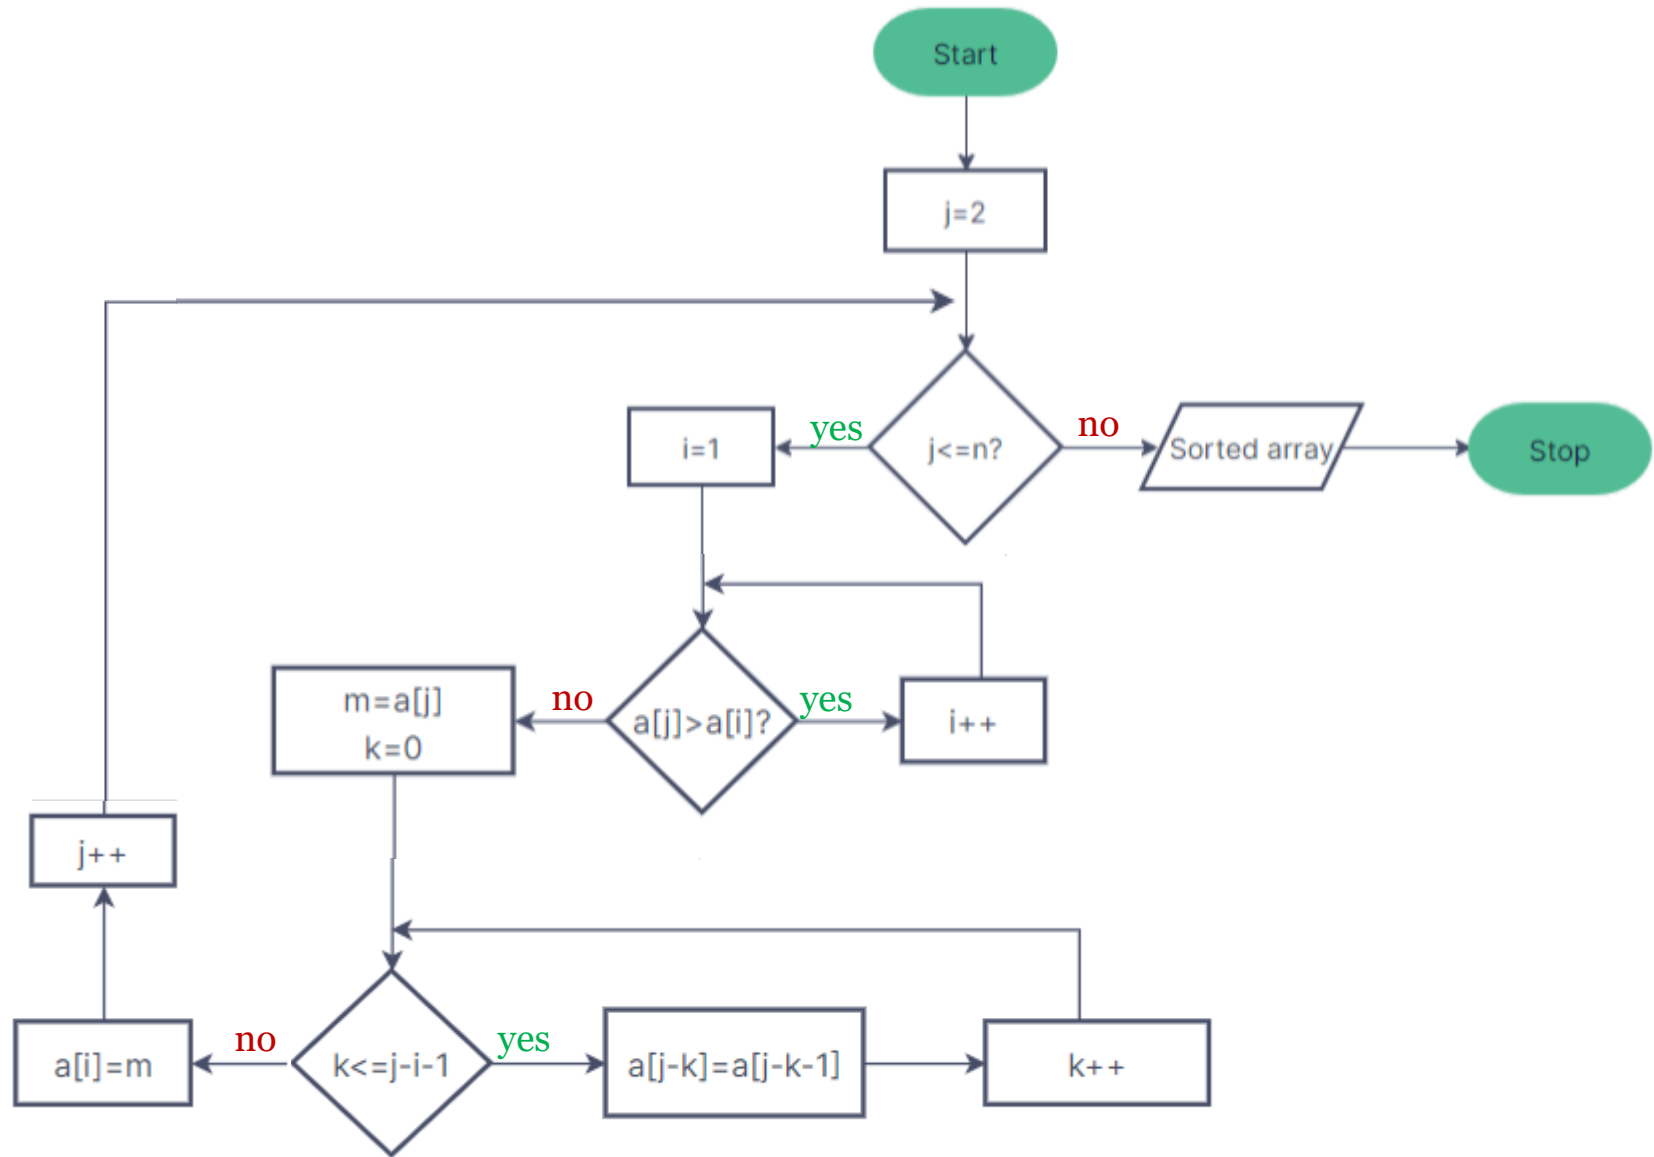 Start
j=2
j<=n?
yes
no
i=1
Sorted array
Stop
a[j]>a[i]?
yes
no
i++
m=a[j]
k=0
j++
k<=j-i-1
yes
no
a[j-k]=a[j-k-1]
k++
a[i]=m